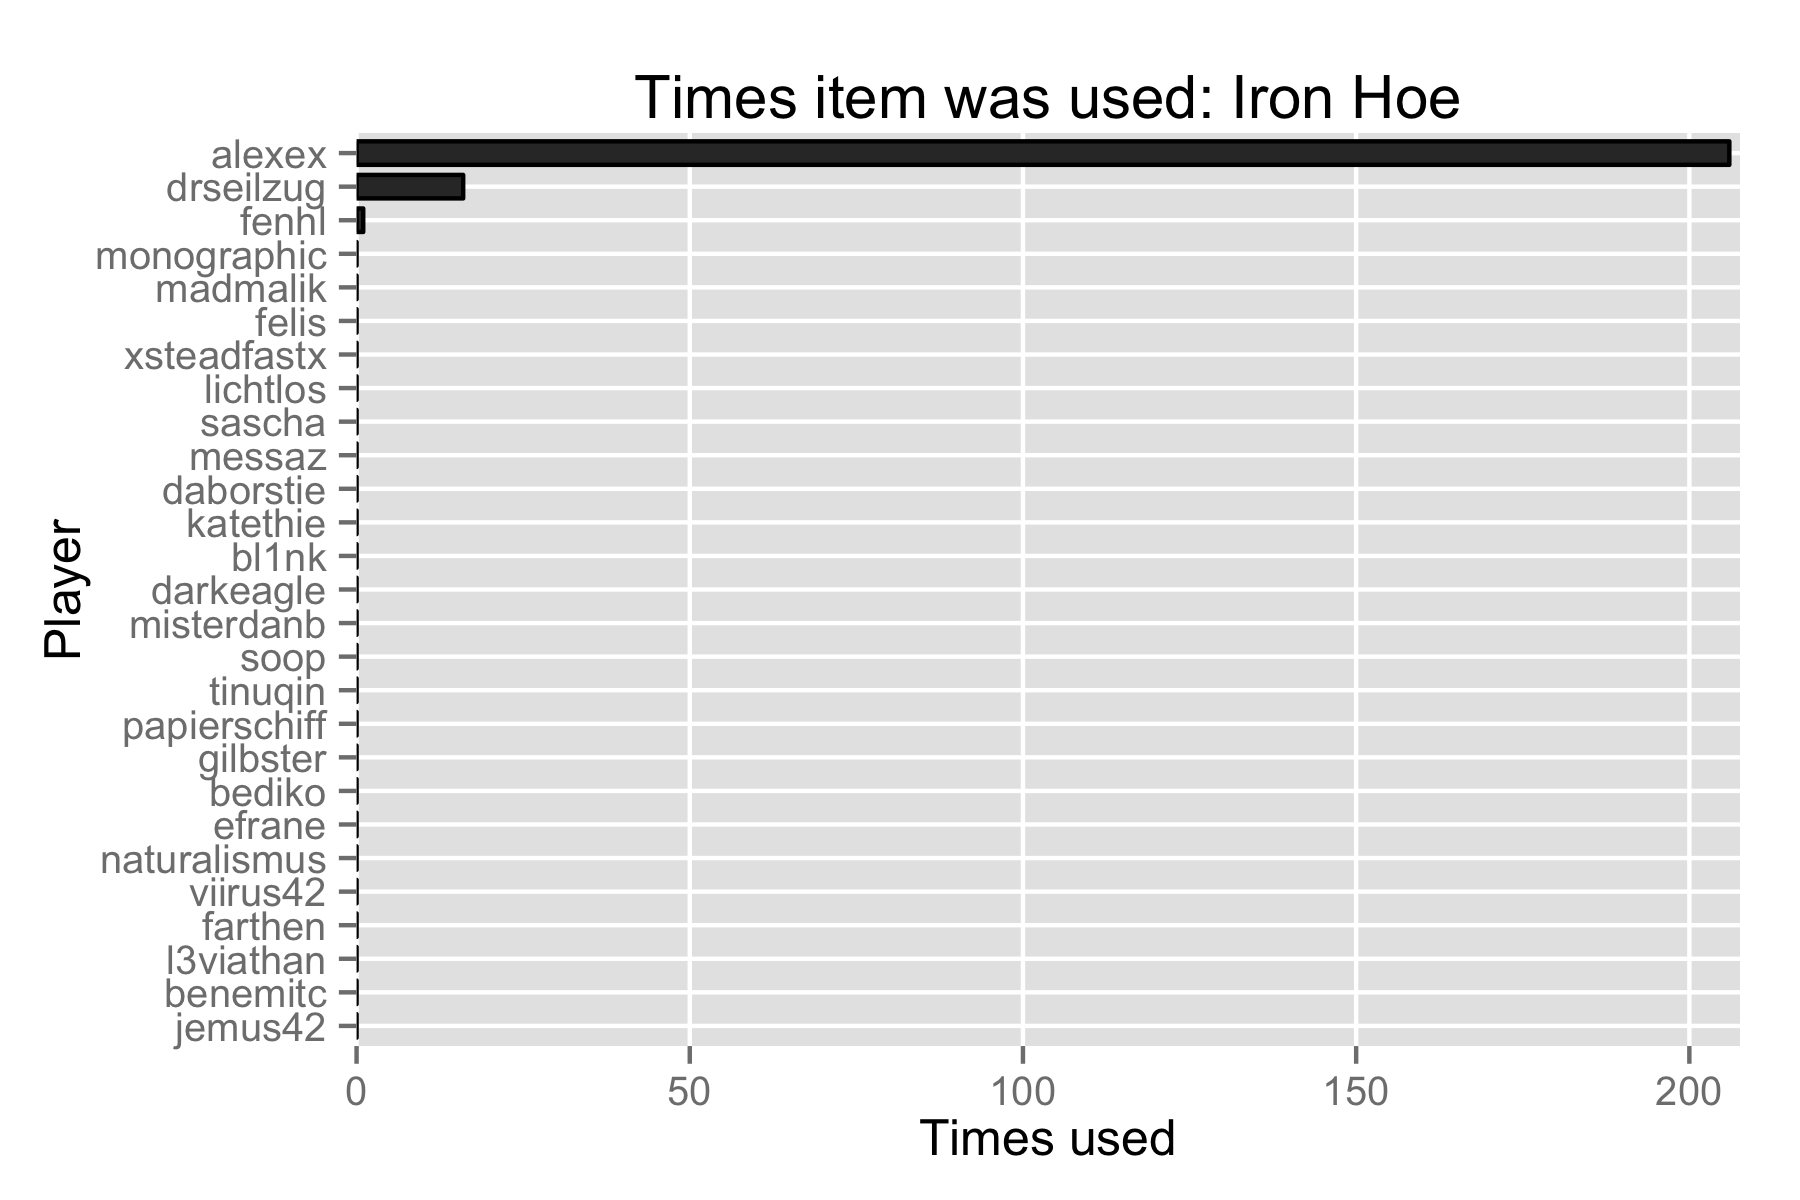 Times item was used: Iron Hoe
alexex
drseilzug
fenhl
monographic
madmalik
felis
xsteadfastx
lichtlos
sascha
messaz
daborstie
katethie
bl1nk
darkeagle
misterdanb
soop
tinuqin
papierschiff
gilbster
bediko
efrane
naturalismus
viirus42
farthen
l3viathan
benemitc
jemus42
Player
0 50 100 150 200
Times used